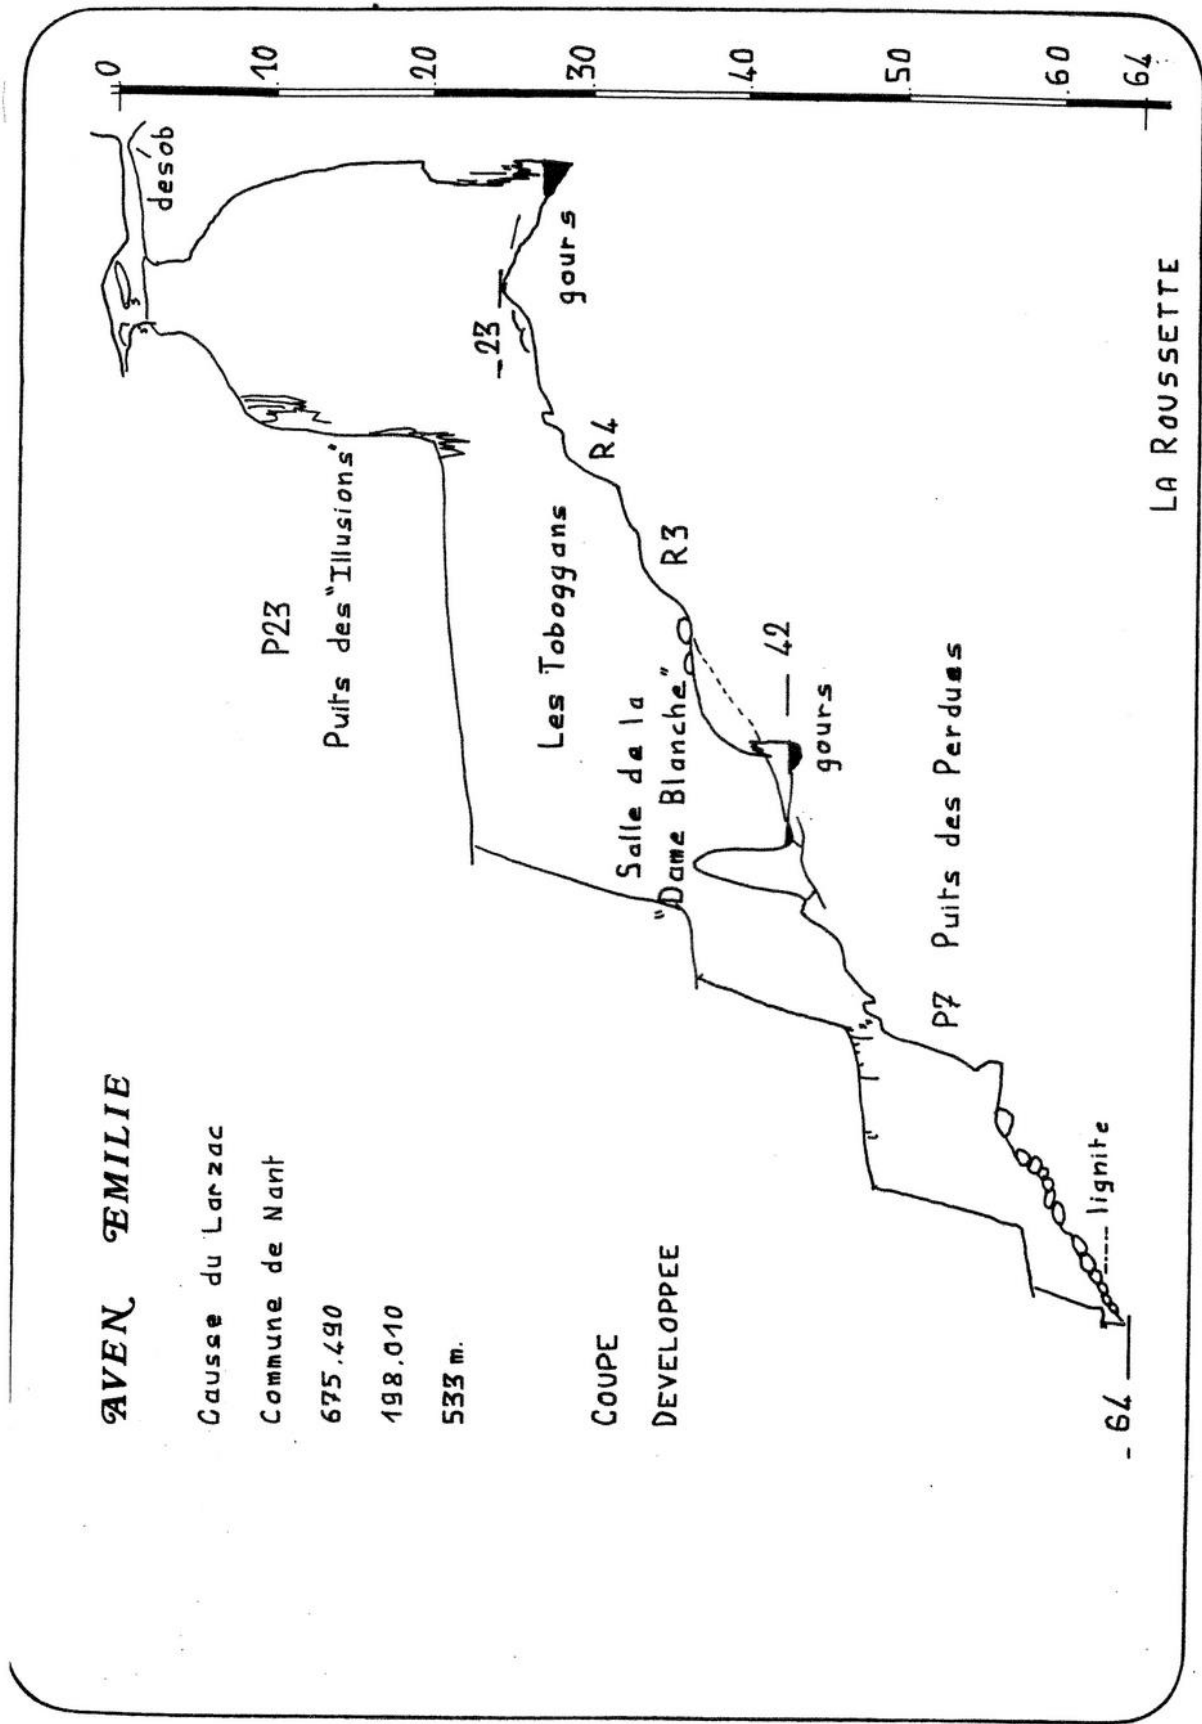 AVEN EMILIE
Causse du Larzac
Commune de Nant
675.490
198.010
533 m.
COUPE
DEVELOPPEE
0
10
20
30
40
50
60
64
desob
P23
Puits des "Illusions"
- 23
gours
R4
Les Toboggans
R3
Salle de la
"Dame Blanche"
42
gours
P7 Puits des Perdues
lignite
- 64
LA ROUSSETTE